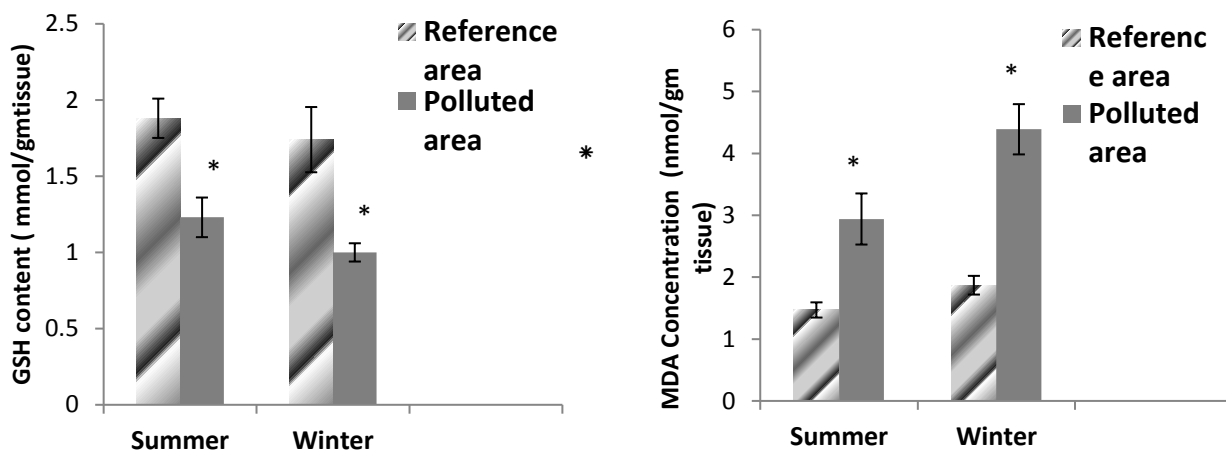 GSH content ( mmol/gmtissue)
2.5
2
1.5
1
0.5
0
Summer
Winter
Reference
area
Polluted
area
*
*
*
MDA Concentration (nmol/gm
tissue)
6
5
4
3
2
1
0
Summer
Winter
Referenc
e area
Polluted
area
*
*